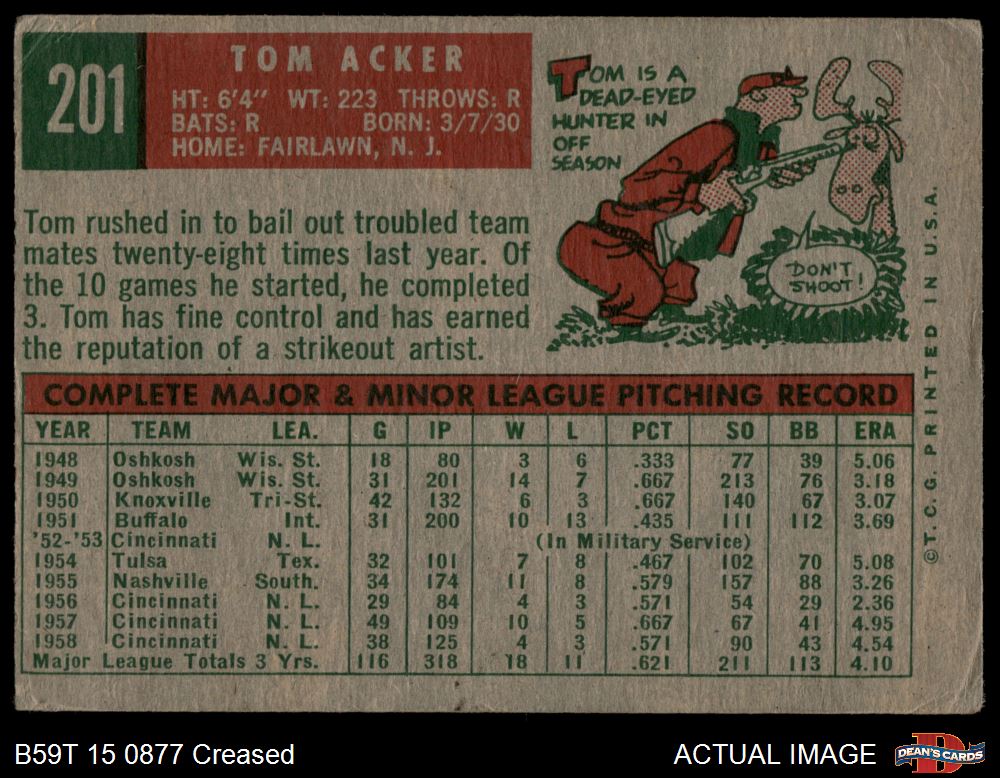 201
TOM ACKER
HT: 6'4" WT: 223 THROWS: R
BATS: R BORN: 3/7/30
HOME: FAIRLAWN, N. J.
TOM IS A
DEAD-EYED
HUNTER IN
OFF
SEASON
DON'T
SHOOT!
Tom rushed in to bail out troubled team
mates twenty-eight times last year. Of
the 10 games he started, he completed
3. Tom has fine control and has earned
the reputation of a strikeout artist.
COMPLETE MAJOR & MINOR LEAGUE PITCHING RECORD
YEAR TEAM LEA. G IP W L PCT SO BB ERA
1948 Oshkosh Wis. St. 18 80 3 6 .333 77 39 5.06
1949 Oshkosh Wis. St. 31 201 14 7 .667 213 76 3.18
1950 Knoxville Tri-St. 42 132 6 3 .667 140 67 3.07
1951 Buffalo Int. 31 200 10 13 .435 111 112 3.69
'52-'53 Cincinnati N. L. (In Military Service)
1954 Tulsa Tex. 32 101 7 8 .467 102 70 5.08
1955 Nashville South. 34 174 11 8 .579 157 88 3.26
1956 Cincinnati N. L. 29 84 4 3 .571 54 29 2.36
1957 Cincinnati N. L. 49 109 10 5 .667 67 41 4.95
1958 Cincinnati N. L. 38 125 4 3 .571 90 43 4.54
Major League Totals 3 Yrs. 116 318 18 11 .621 211 113 4.10
©T. C. G. PRINTED IN U.S.A.
B59T 15 0877 Creased
ACTUAL IMAGE
DEAN'S CARDS